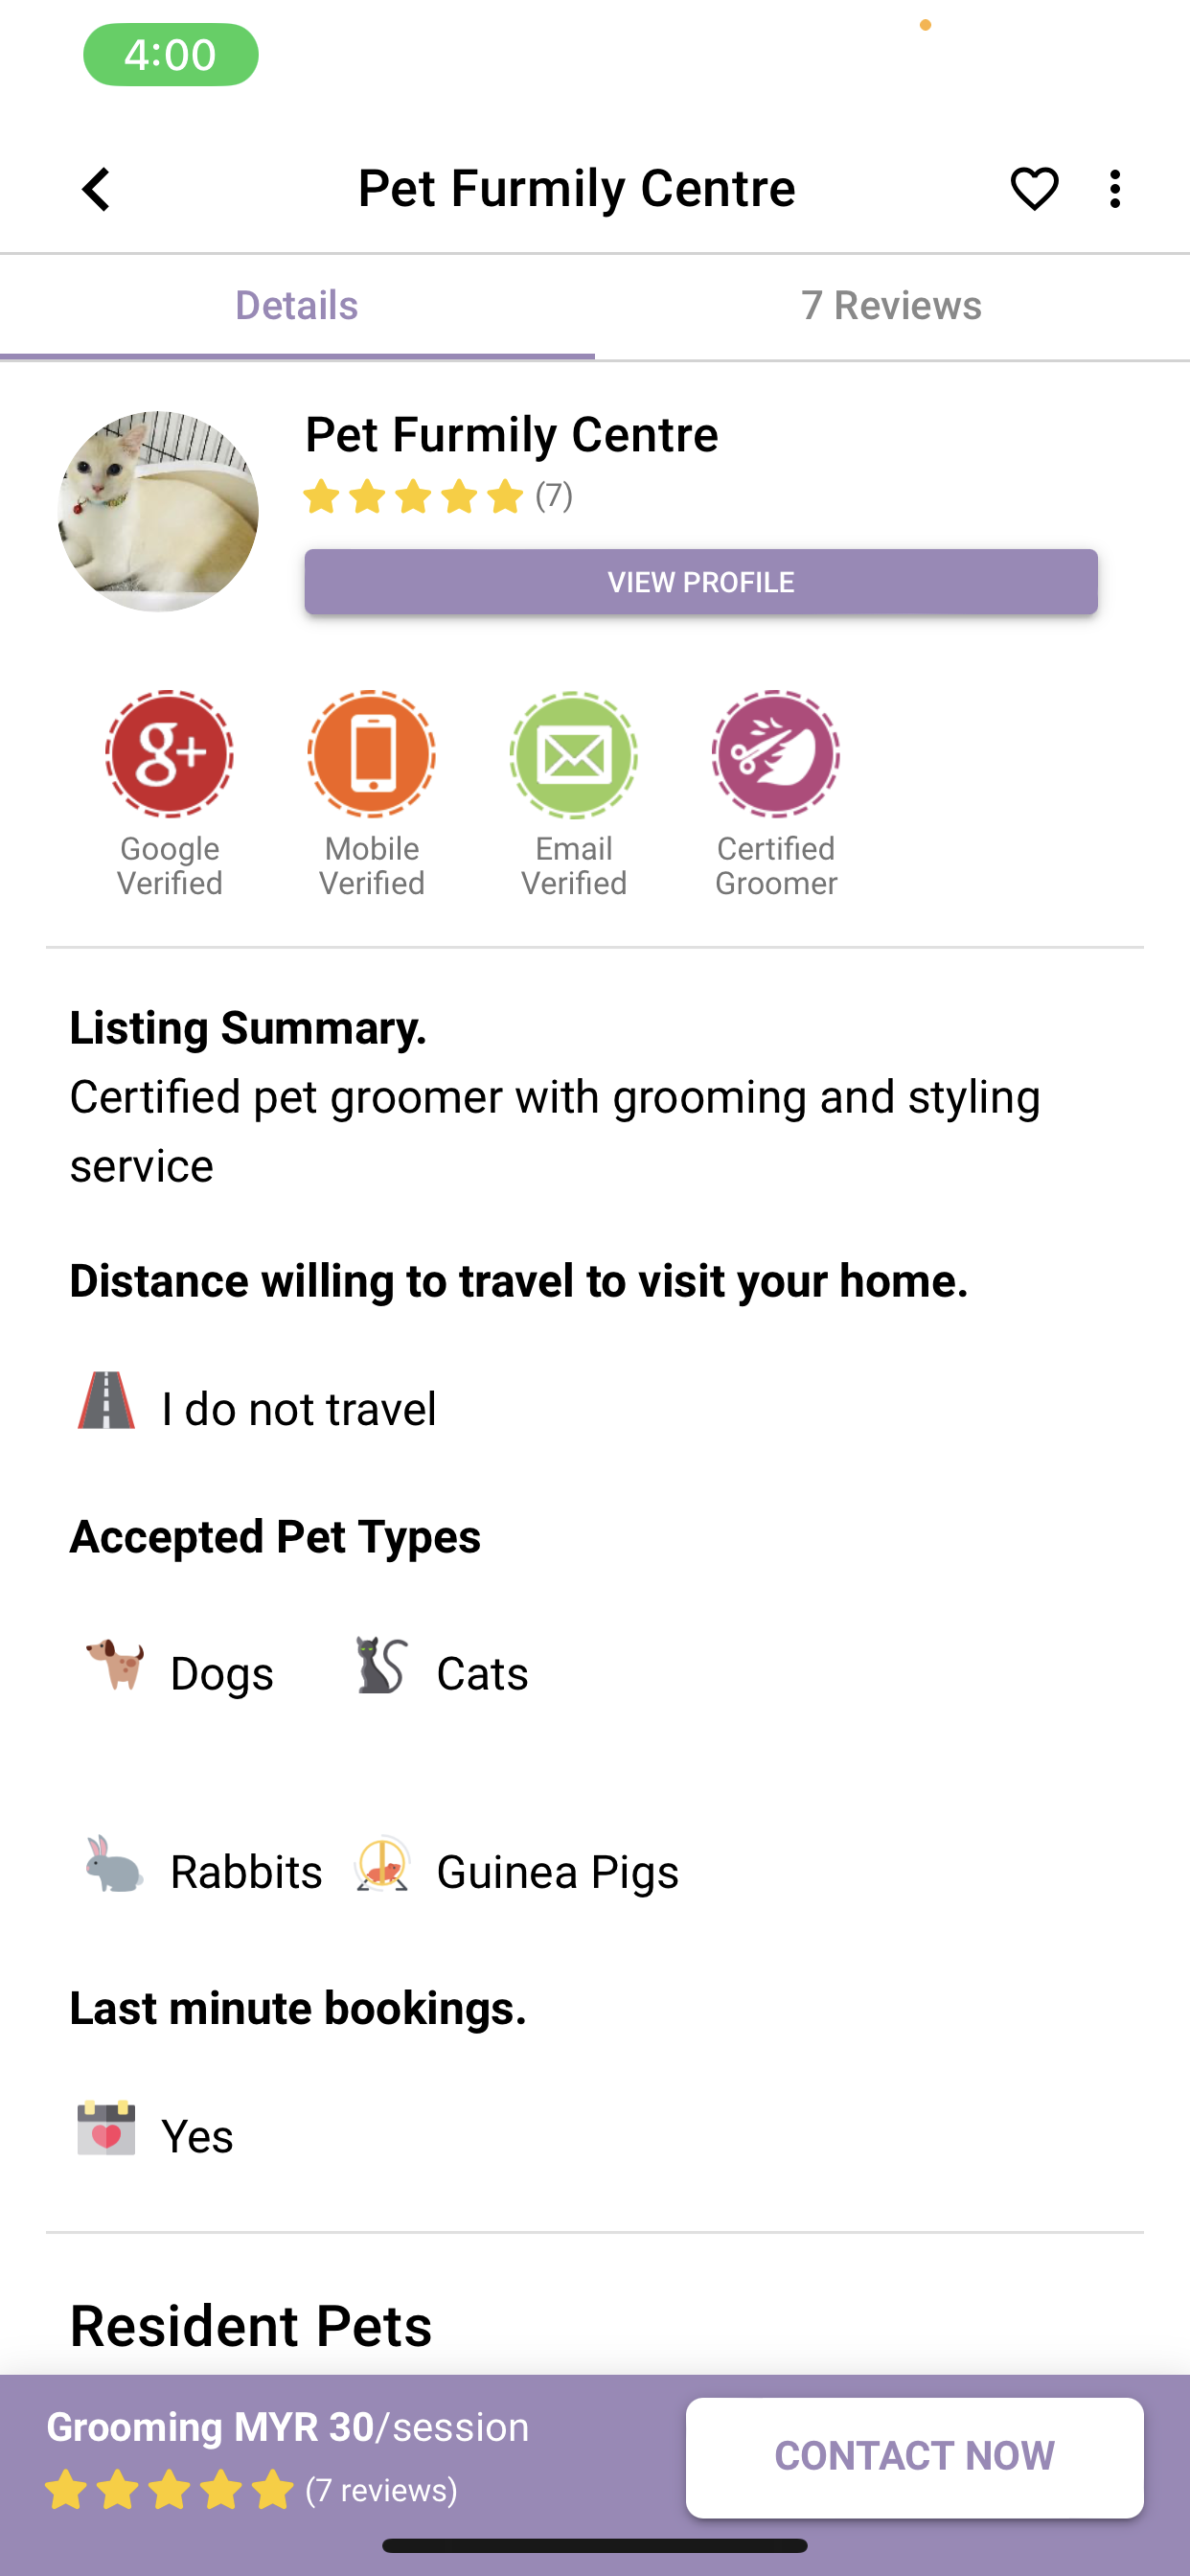 4:00
Pet Furmily Centre
Details
7 Reviews
Pet Furmily Centre
(7)
VIEW PROFILE
g+
Google
Verified
Mobile
Verified
Email
Verified
Certified
Groomer
Listing Summary.
Certified pet groomer with grooming and styling
service
Distance willing to travel to visit your home.
I do not travel
Accepted Pet Types
Dogs
Cats
Rabbits
Guinea Pigs
Last minute bookings.
Yes
Resident Pets
Grooming MYR 30/session
(7 reviews)
CONTACT NOW